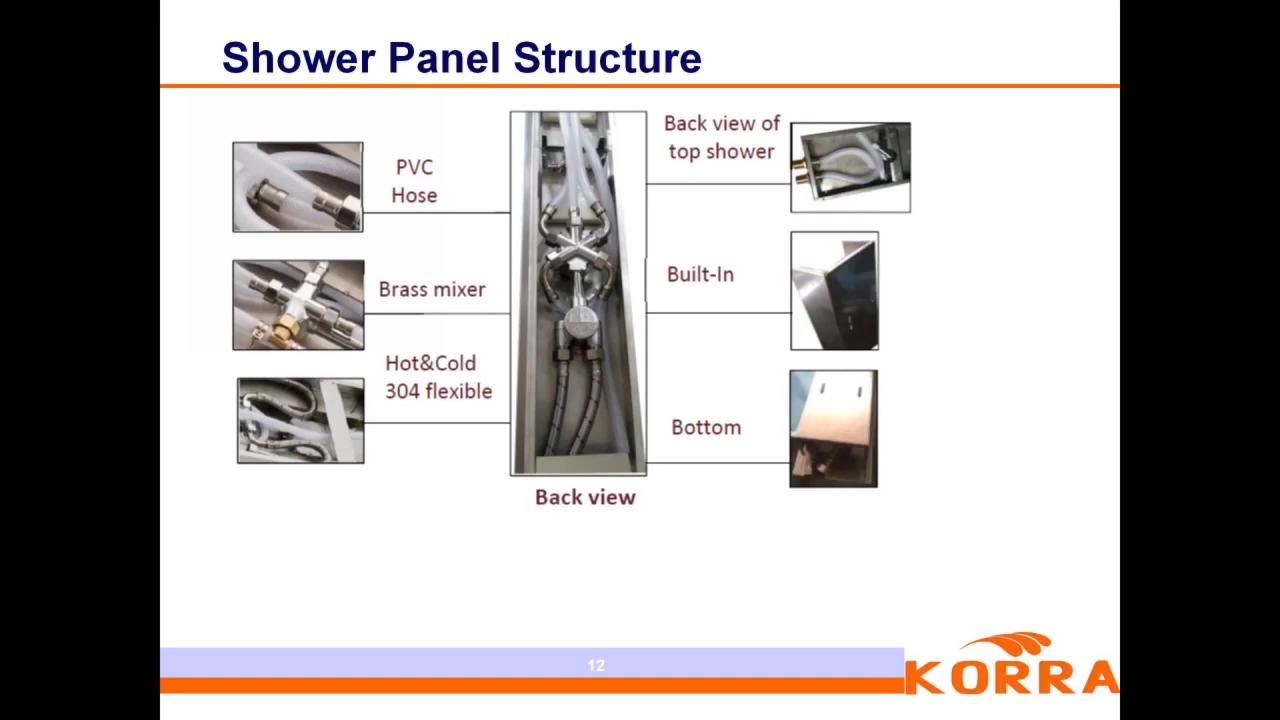 Shower Panel Structure
PVC
Hose
Brass mixer
Hot&Cold
304 flexible
Back view
Back view of
top shower
Built-In
Bottom
12
KORRA